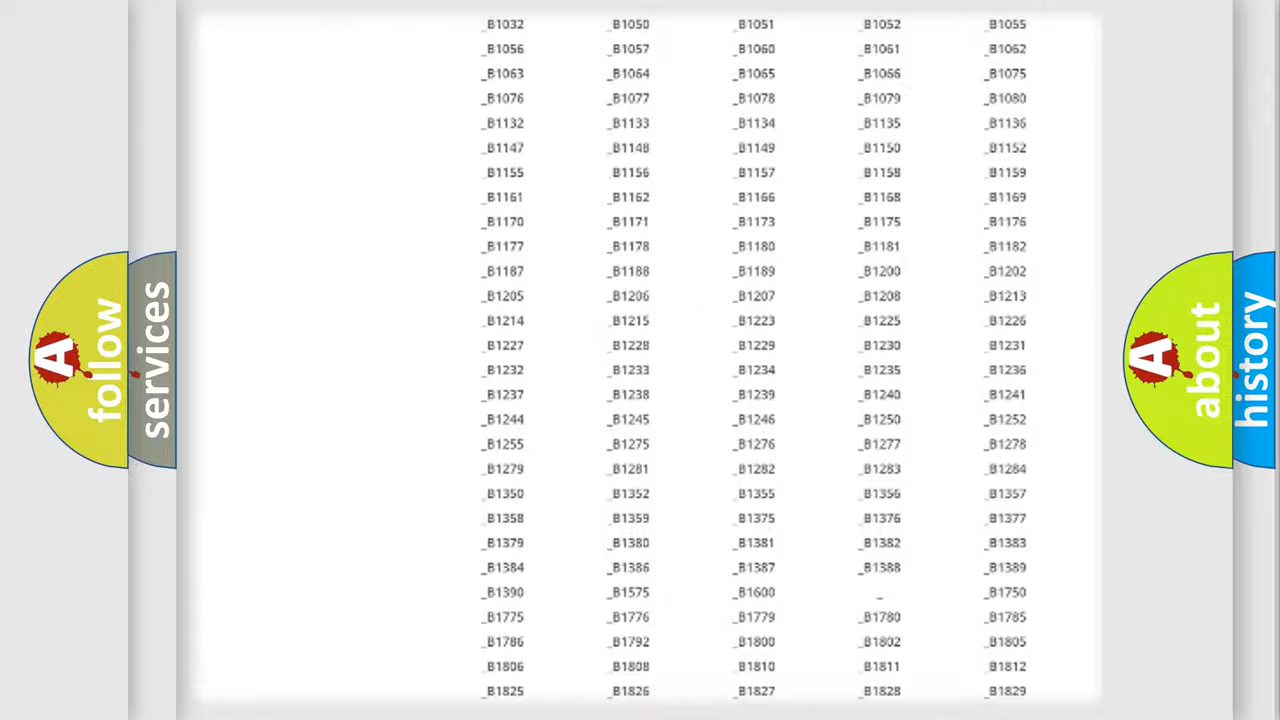 _B1032 _B1050 _B1051 _B1052 _B1055
_B1056 _B1057 _B1060 _B1061 _B1062
_B1063 _B1064 _B1065 _B1066 _B1075
_B1076 _B1077 _B1078 _B1079 _B1080
_B1132 _B1133 _B1134 _B1135 _B1136
_B1147 _B1148 _B1149 _B1150 _B1152
_B1155 _B1156 _B1157 _B1158 _B1159
_B1161 _B1162 _B1166 _B1168 _B1169
_B1170 _B1171 _B1173 _B1175 _B1176
_B1177 _B1178 _B1180 _B1181 _B1182
_B1187 _B1188 _B1189 _B1200 _B1202
_B1205 _B1206 _B1207 _B1208 _B1213
_B1214 _B1215 _B1223 _B1225 _B1226
_B1227 _B1228 _B1229 _B1230 _B1231
_B1232 _B1233 _B1234 _B1235 _B1236
_B1237 _B1238 _B1239 _B1240 _B1241
_B1244 _B1245 _B1246 _B1250 _B1252
_B1255 _B1275 _B1276 _B1277 _B1278
_B1279 _B1281 _B1282 _B1283 _B1284
_B1350 _B1352 _B1355 _B1356 _B1357
_B1358 _B1359 _B1375 _B1376 _B1377
_B1379 _B1380 _B1381 _B1382 _B1383
_B1384 _B1386 _B1387 _B1388 _B1389
_B1390 _B1575 _B1600 _ _B1750
_B1775 _B1776 _B1779 _B1780 _B1785
_B1786 _B1792 _B1800 _B1802 _B1805
_B1806 _B1808 _B1810 _B1811 _B1812
_B1825 _B1826 _B1827 _B1828 _B1829
A
follow
services
A
about
history